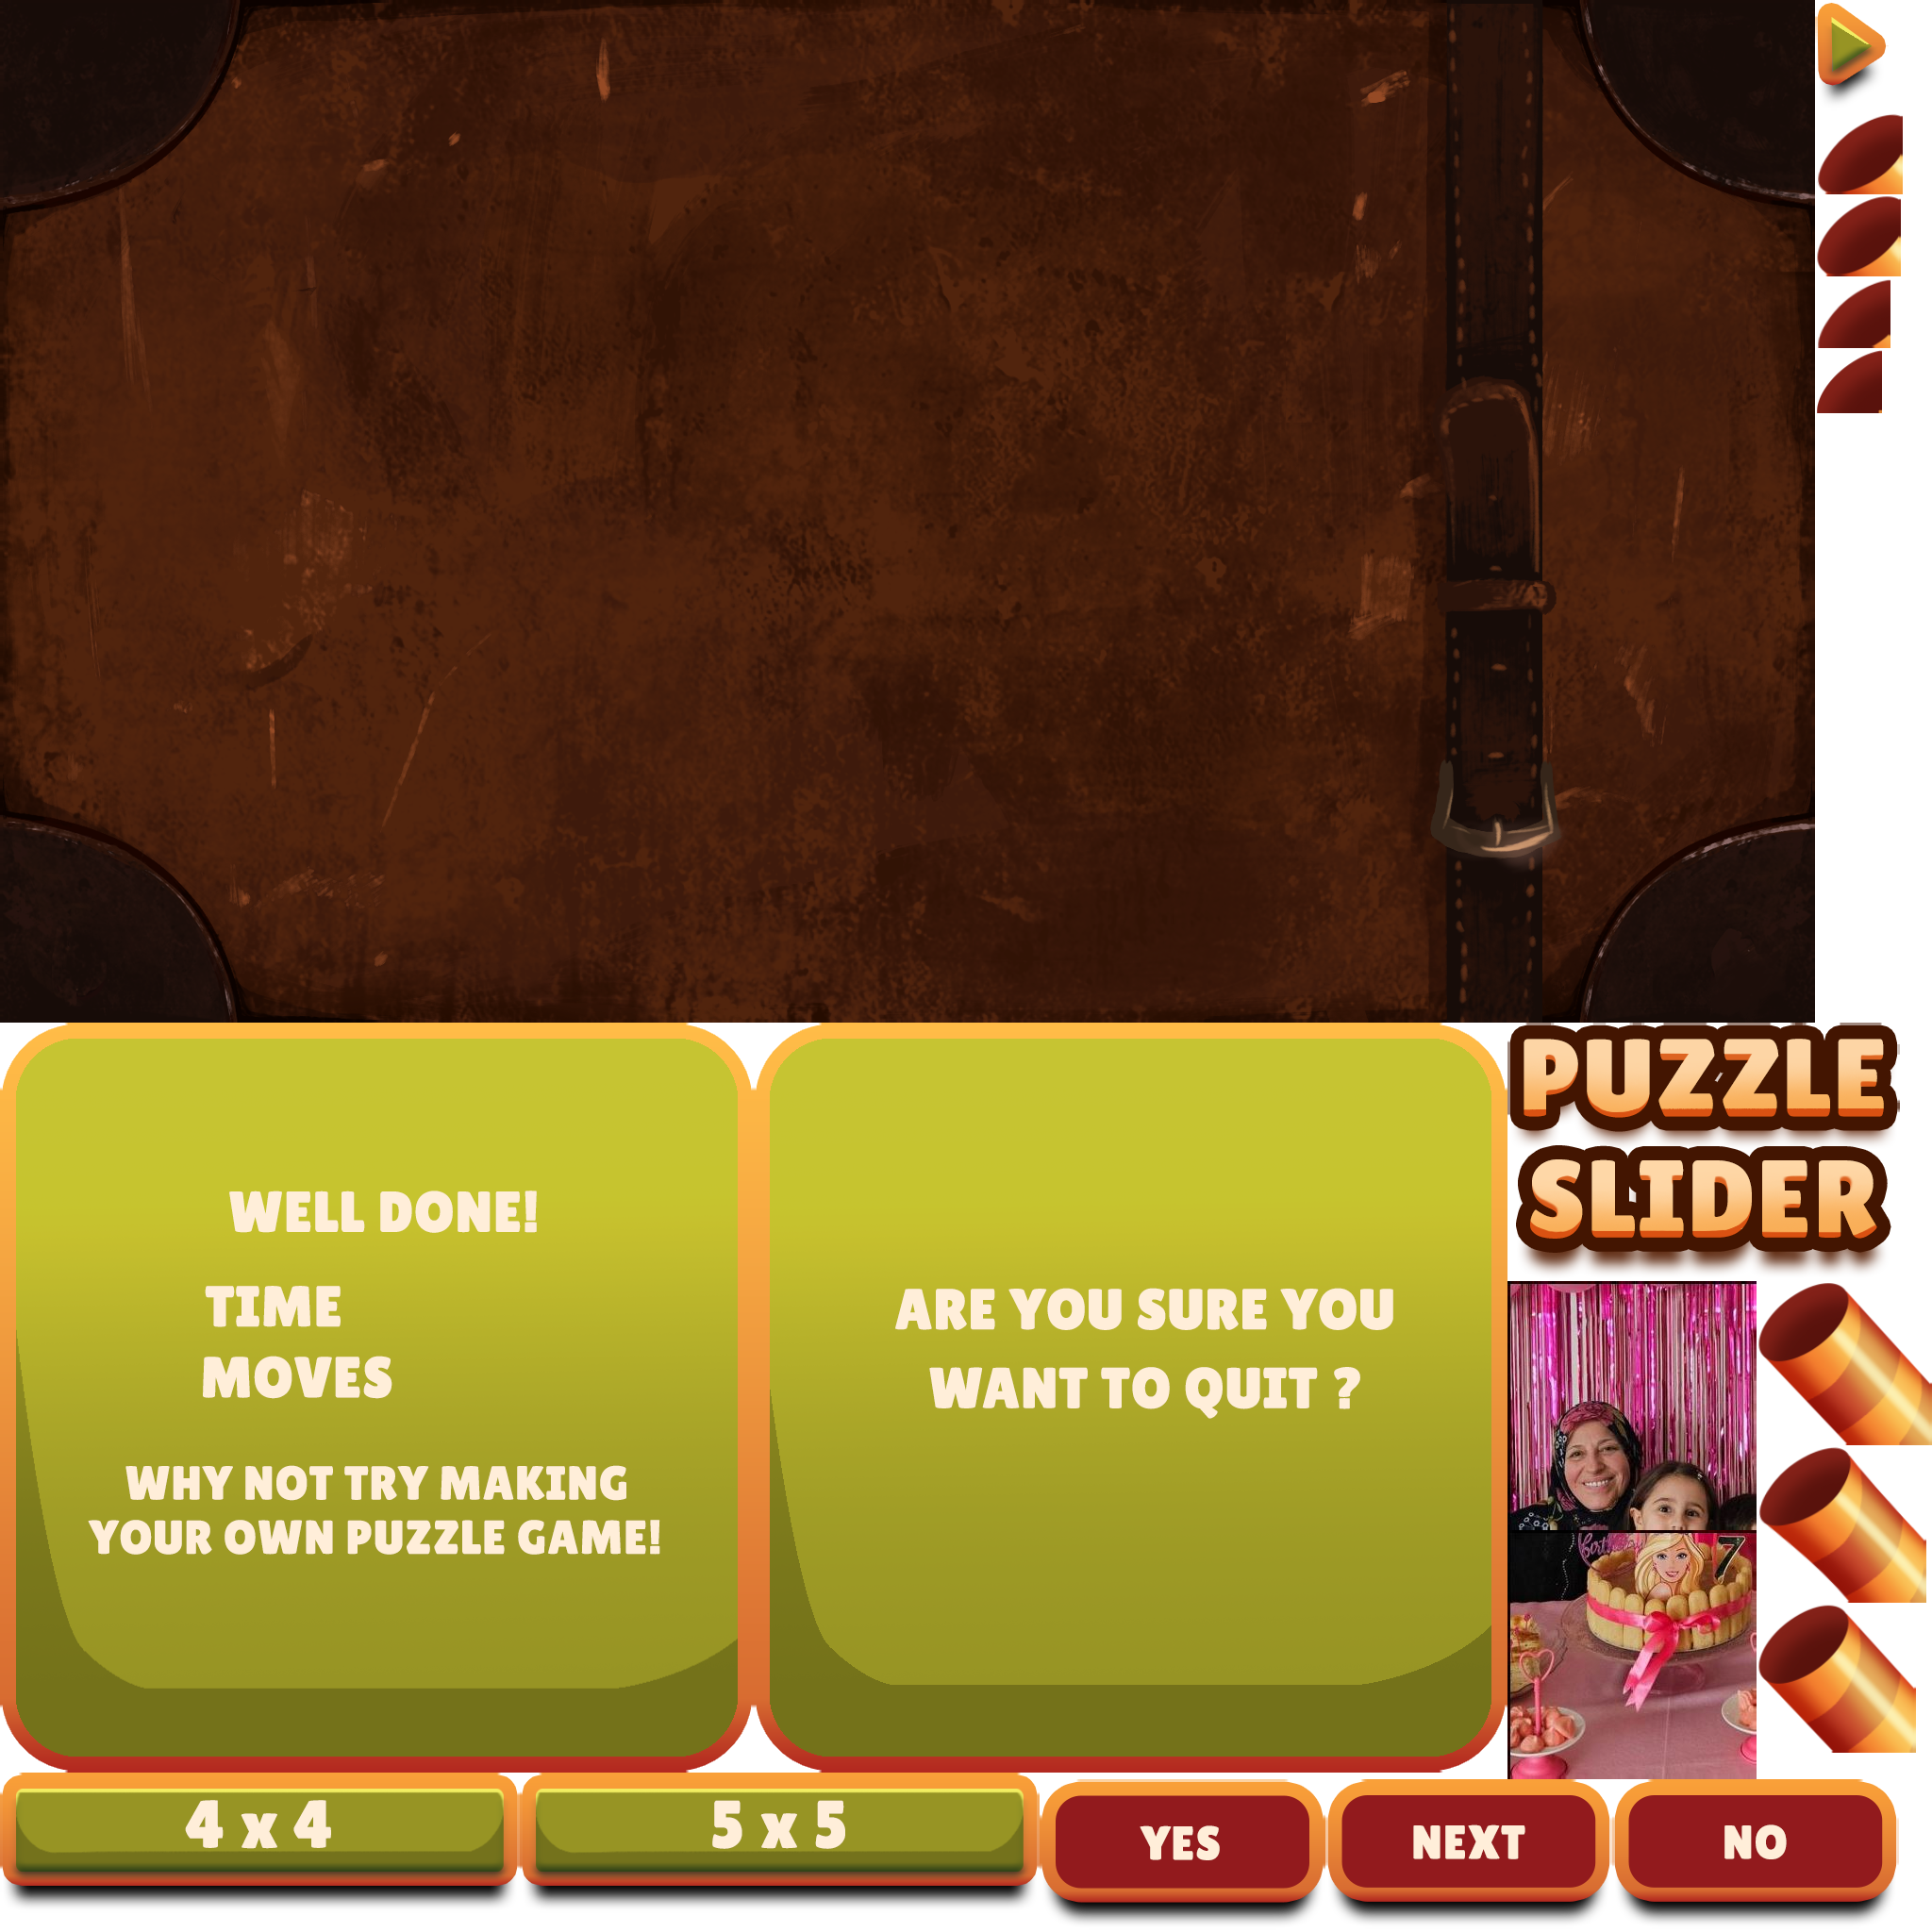 PUZZLE
SLIDER
WELL DONE!
TIME
MOVES
WHY NOT TRY MAKING
YOUR OWN PUZZLE GAME!
ARE YOU SURE YOU
WANT TO QUIT ?
7
4 x 4
5 x 5
YES
NEXT
NO